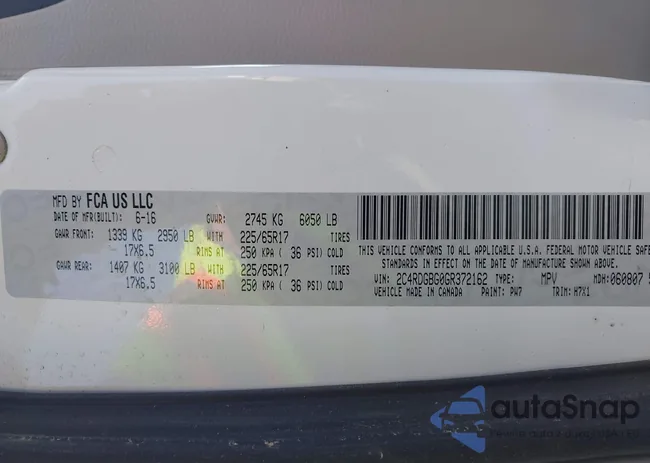 MFD BY FCA US LLC
DATE OF MFR(BUILT): 6-16 GVWR: 2745 KG 6050 LB
GAWR FRONT: 1339 KG 2950 LB WITH 225/65R17 TIRES
17X6.5 RIMS AT 250 KPA ( 36 PSI) COLD
GAWR REAR: 1407 KG 3100 LB WITH 225/65R17 TIRES
17X6.5 RIMS AT 250 KPA ( 36 PSI) COLD
THIS VEHICLE CONFORMS TO ALL APPLICABLE U.S.A. FEDERAL MOTOR VEHICLE SAFE
STANDARDS IN EFFECT ON THE DATE OF MANUFACTURE SHOWN ABOVE.
VIN: 2C4RDGBG0GR372162 TYPE: MPV MDH:060807
VEHICLE MADE IN CANADA PAINT: PW7 TRIM: H7X1
autoSnap